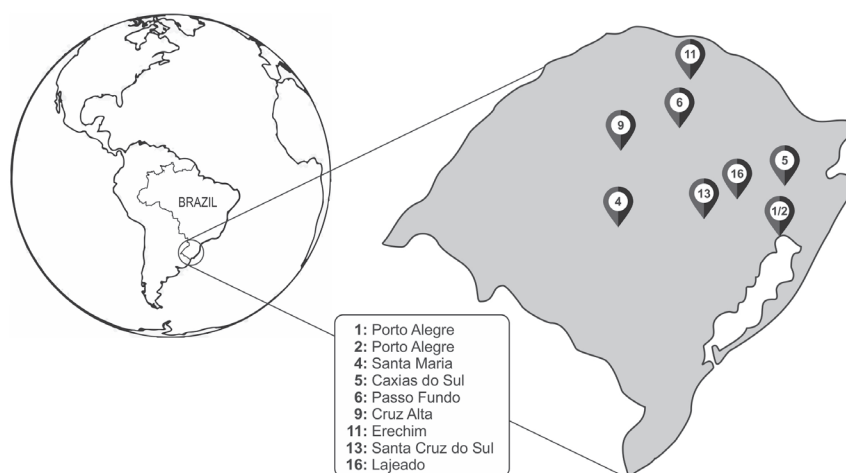 BRAZIL
11
6
9
5
16
13
4
1/2
1: Porto Alegre
2: Porto Alegre
4: Santa Maria
5: Caxias do Sul
6: Passo Fundo
9: Cruz Alta
11: Erechim
13: Santa Cruz do Sul
16: Lajeado